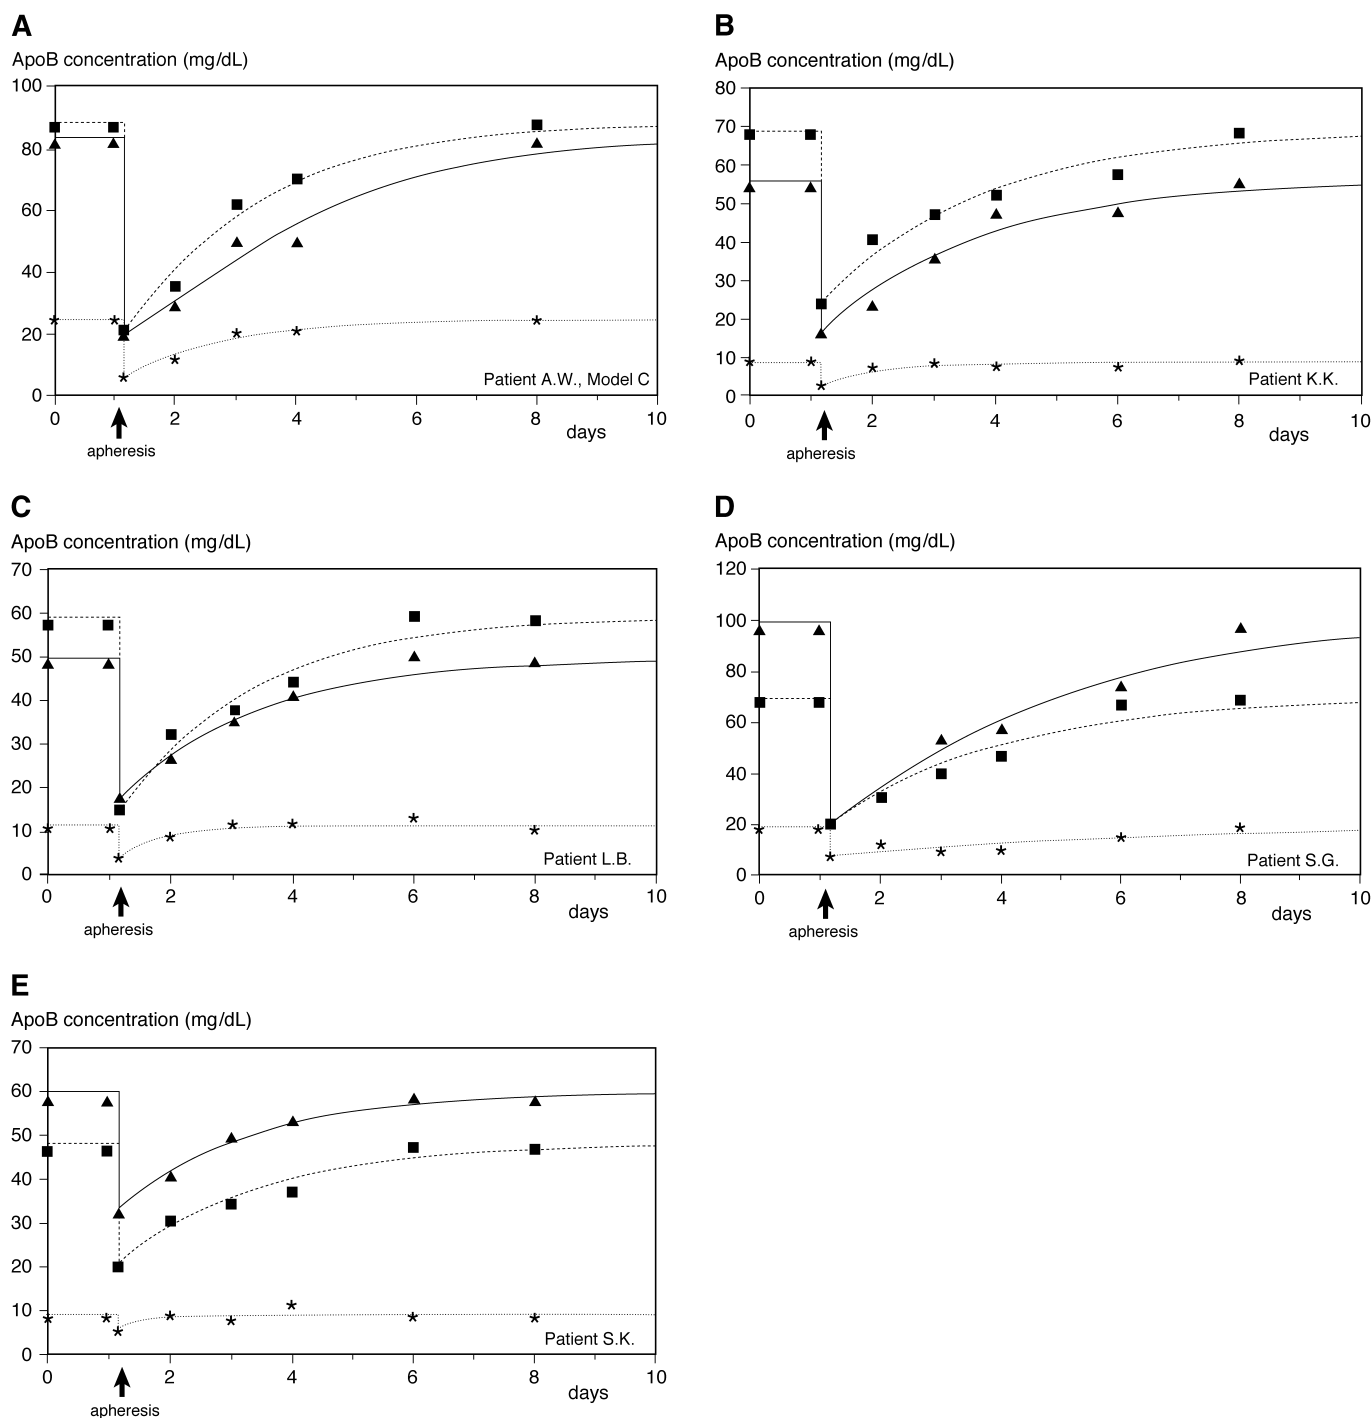 A
ApoB concentration (mg/dL)
100
80
60
40
20
0
0 2 4 6 8 10
days
apheresis
Patient A.W., Model C
B
ApoB concentration (mg/dL)
80
70
60
50
40
30
20
10
0
0 2 4 6 8 10
days
apheresis
Patient K.K.
C
ApoB concentration (mg/dL)
70
60
50
40
30
20
10
0
0 2 4 6 8 10
days
apheresis
Patient L.B.
D
ApoB concentration (mg/dL)
120
100
80
60
40
20
0
0 2 4 6 8 10
days
apheresis
Patient S.G.
E
ApoB concentration (mg/dL)
70
60
50
40
30
20
10
0
0 2 4 6 8 10
days
apheresis
Patient S.K.